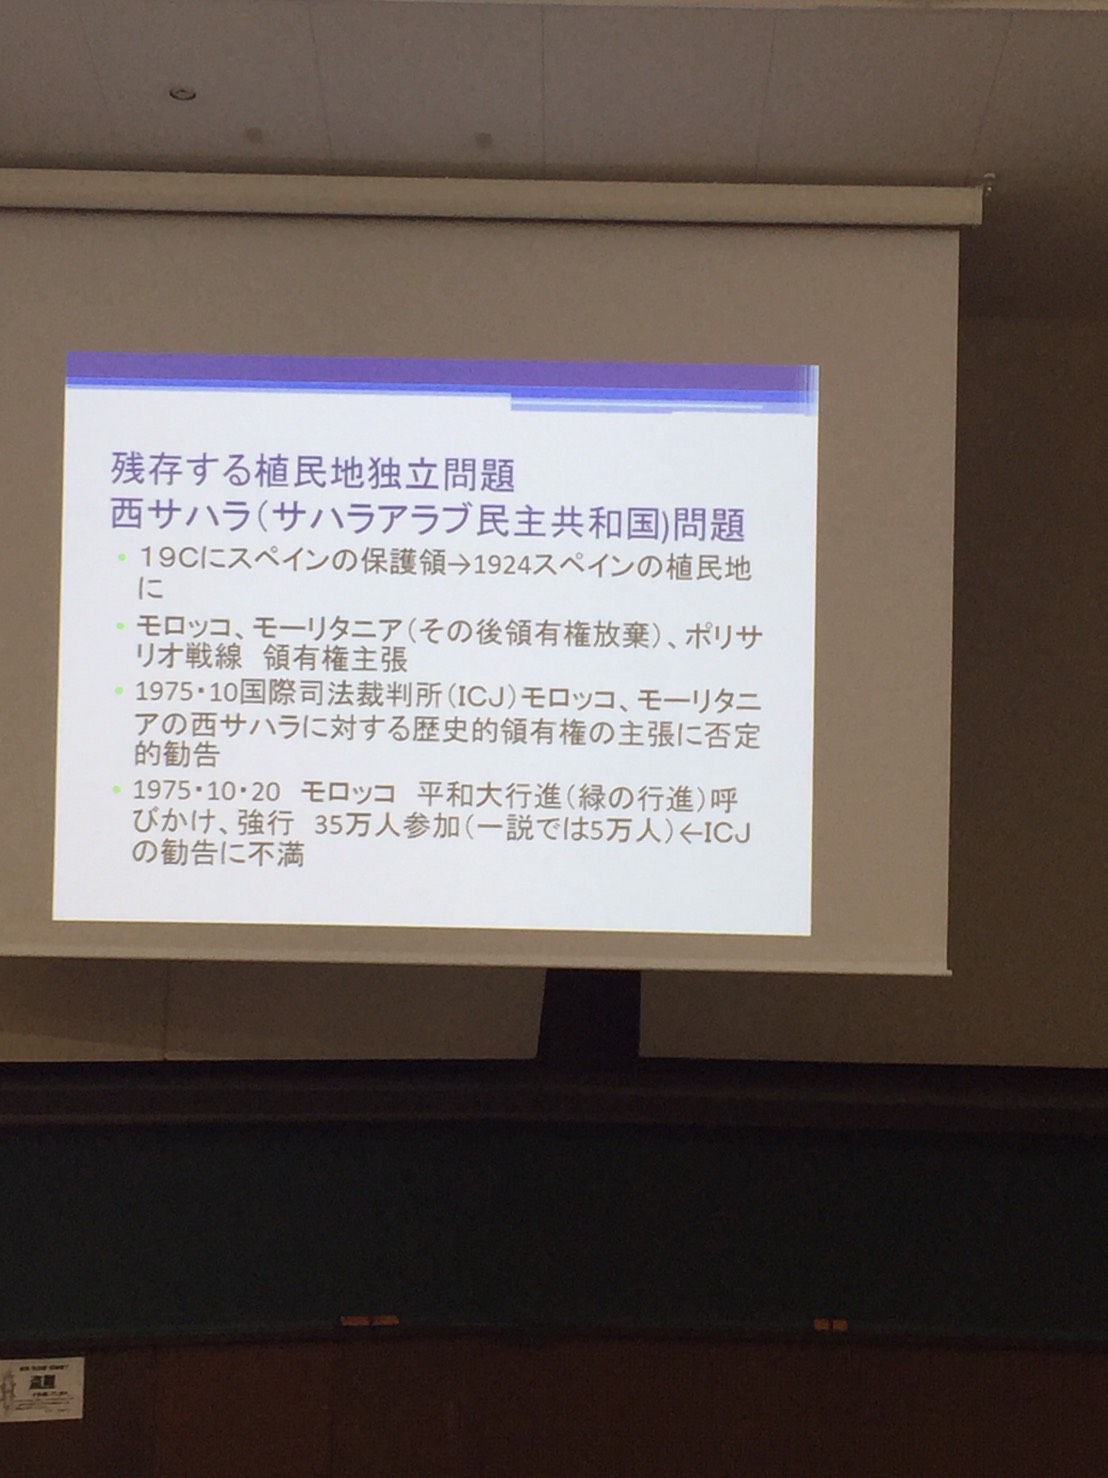 残存する植民地独立問題
西サハラ(サハラアラブ民主共和国)問題
・19Cにスペインの保護領→1924スペインの植民地
に
・モロッコ、モーリタニア(その後領有権放棄)、ポリサ
リオ戦線　領有権主張
・1975・10国際司法裁判所(ICJ)モロッコ、モーリタニ
アの西サハラに対する歴史的領有権の主張に否定
的勧告
・1975・10・20　モロッコ　平和大行進(緑の行進)呼
びかけ、強行　35万人参加(一説では5万人)←ICJ
の勧告に不満
盗難